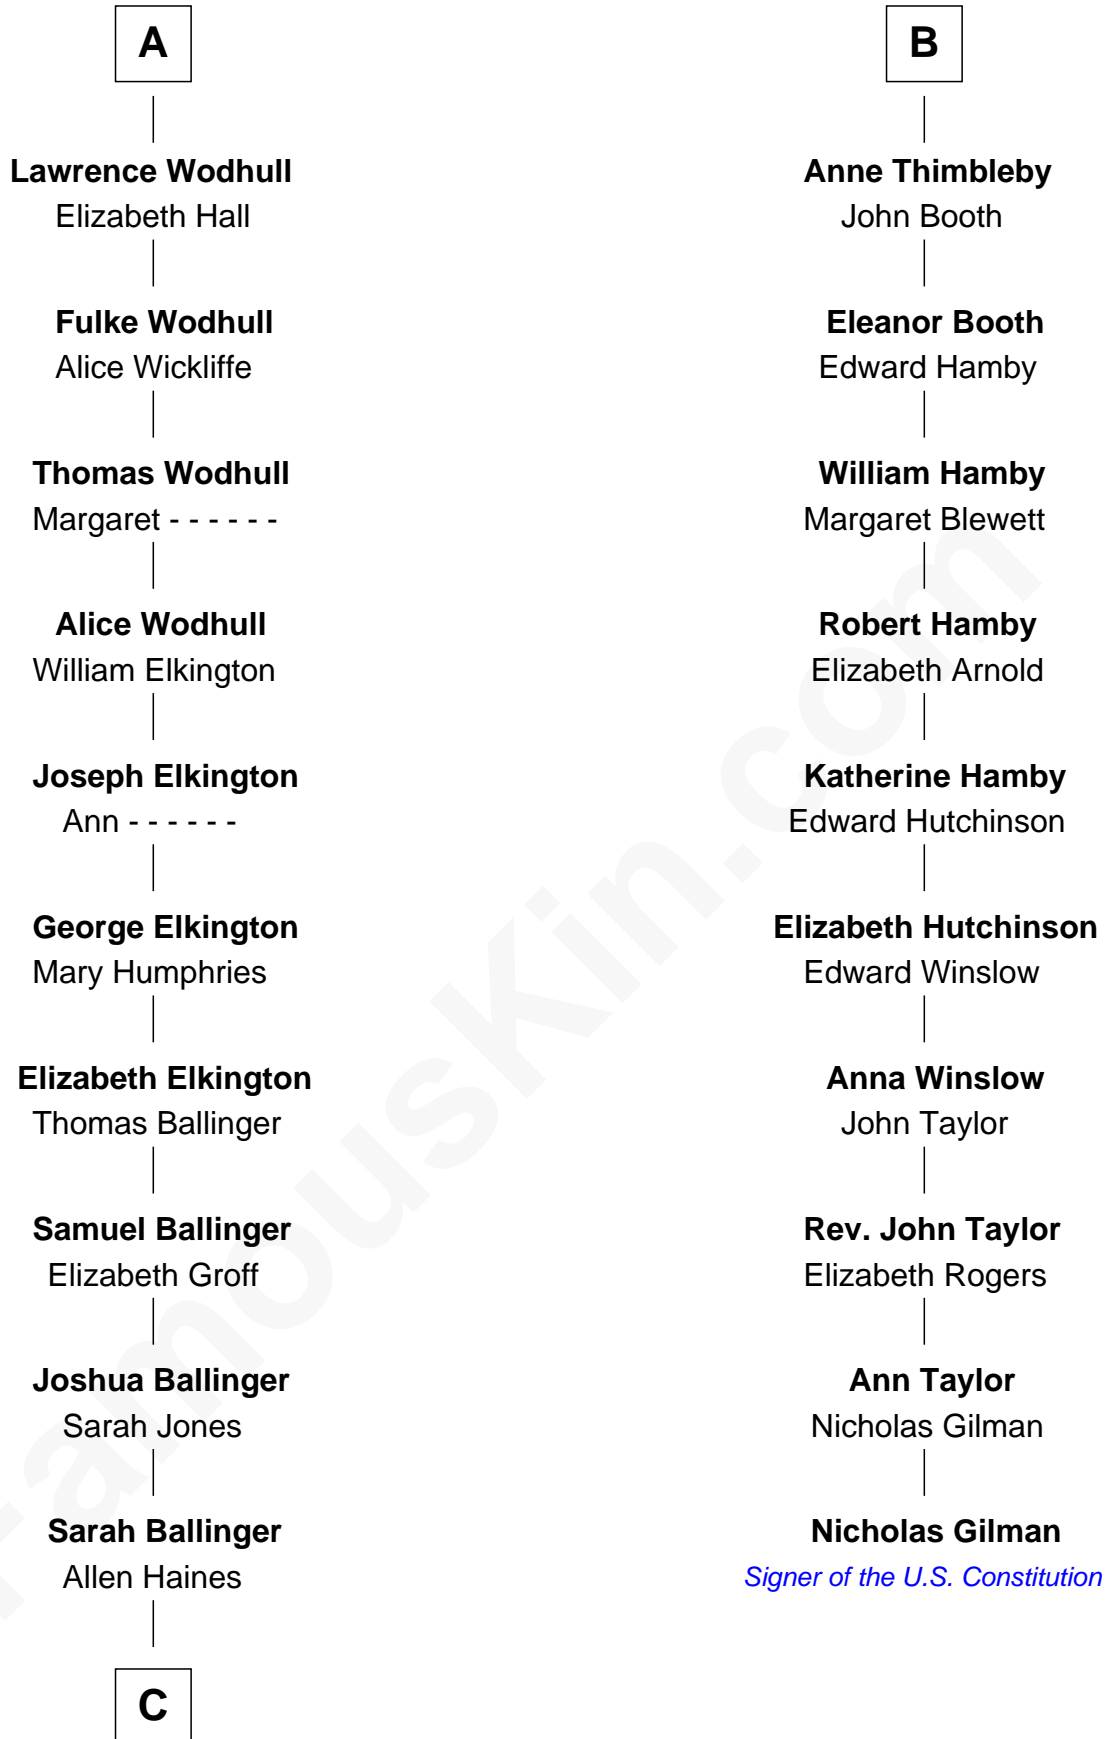 A
Lawrence Wodhull
Elizabeth Hall
Fulke Wodhull
Alice Wickliffe
Thomas Wodhull
Margaret - - - - - -
Alice Wodhull
William Elkington
Joseph Elkington
Ann - - - - - -
George Elkington
Mary Humphries
Elizabeth Elkington
Thomas Ballinger
Samuel Ballinger
Elizabeth Groff
Joshua Ballinger
Sarah Jones
Sarah Ballinger
Allen Haines
C
B
Anne Thimbleby
John Booth
Eleanor Booth
Edward Hamby
William Hamby
Margaret Blewett
Robert Hamby
Elizabeth Arnold
Katherine Hamby
Edward Hutchinson
Elizabeth Hutchinson
Edward Winslow
Anna Winslow
John Taylor
Rev. John Taylor
Elizabeth Rogers
Ann Taylor
Nicholas Gilman
Nicholas Gilman
Signer of the U.S. Constitution
FamousKin.com